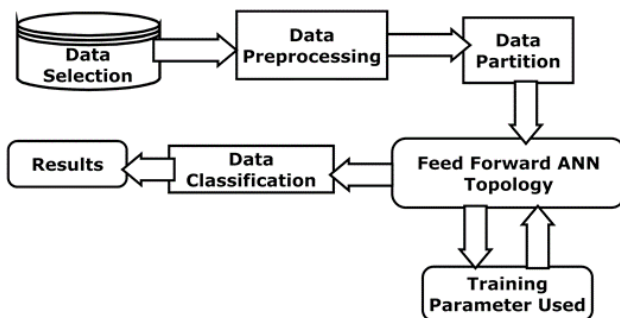 Data
Selection
Data
Preprocessing
Data
Partition
Feed Forward ANN
Topology
Training
Parameter Used
Data
Classification
Results